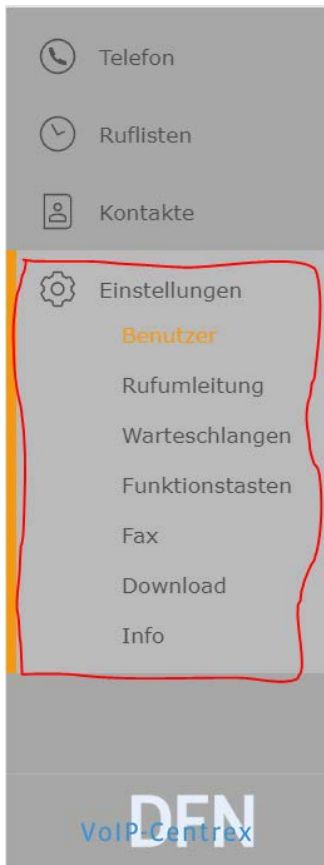 Telefon
Ruflisten
Kontakte
Einstellungen
Benutzer
Rufumleitung
Warteschlangen
Funktionstasten
Fax
Download
Info
DFN
VoIP-Centrex